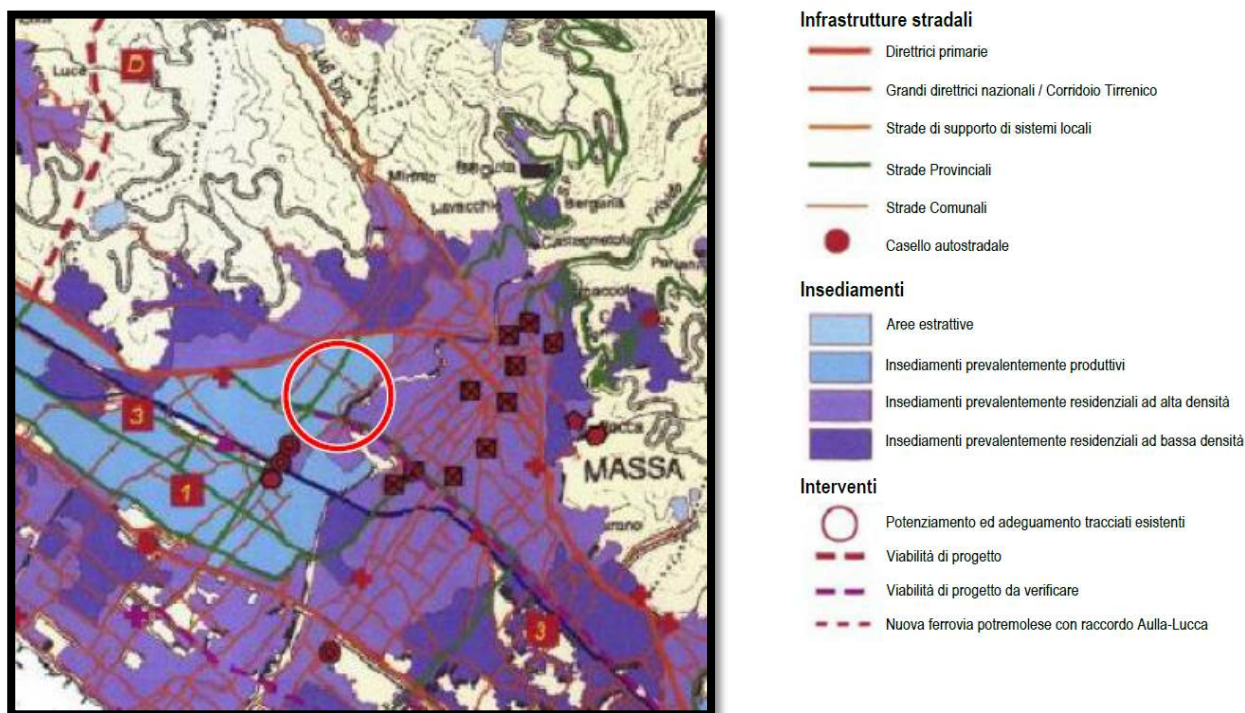 Infrastrutture stradali
Direttrici primarie
Grandi direttrici nazionali / Corridoio Tirrenico
Strade di supporto di sistemi locali
Strade Provinciali
Strade Comunali
Casello autostradale
Insediamenti
Aree estrattive
Insediamenti prevalentemente produttivi
Insediamenti prevalentemente residenziali ad alta densità
Insediamenti prevalentemente residenziali ad bassa densità
Interventi
Potenziamento ed adeguamento tracciati esistenti
Viabilità di progetto
Viabilità di progetto da verificare
Nuova ferrovia potremolese con raccordo Aulla-Lucca
D
Luce
Mirteto
Lavacchio
Bergiola
Castagnetola
Rocca
MASSA
3
1
3